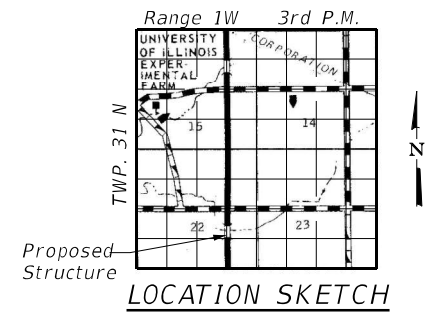 Range 1W 3rd P.M.
UNIVERSITY
OF ILLINOIS
EXPER-
IMENTAL
FARM
CORPORATION
TWP. 31 N
15 14
N
22 23
Proposed
Structure
LOCATION SKETCH